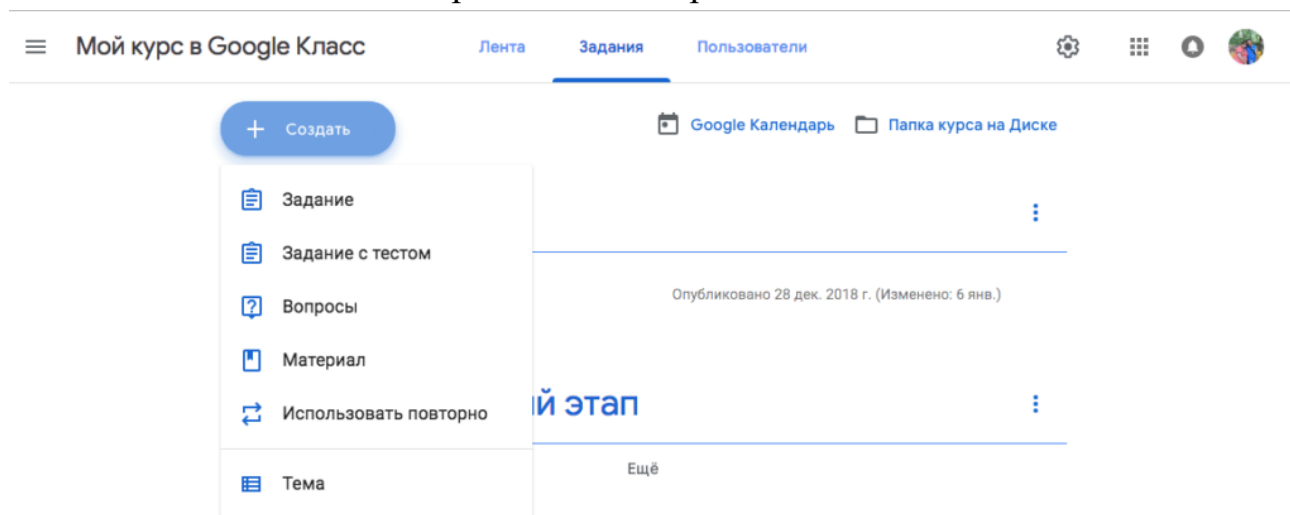 Мой курс в Google Класс Лента Задания Пользователи
Создать Google Календарь Папка курса на Диске
Задание
Задание с тестом
Опубликовано 28 дек. 2018 г. (Изменено: 6 янв.)
Вопросы
Материал
Использовать повторно й этап
Ещё
Тема